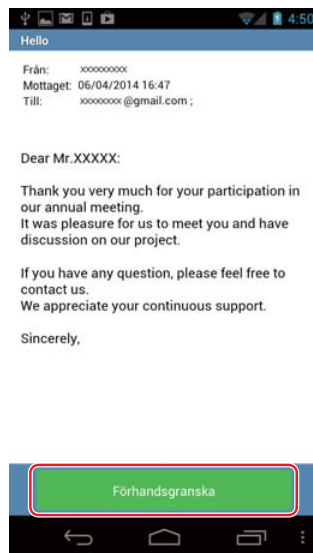 4:50
Hello
Från: xxxxxxxxx
Mottaget: 06/04/2014 16:47
Till: xxxxxxxx @gmail.com ;
Dear Mr.XXXXX:
Thank you very much for your participation in
our annual meeting.
It was pleasure for us to meet you and have
discussion on our project.
If you have any question, please feel free to
contact us.
We appreciate your continuous support.
Sincerely,
Förhandsgranska